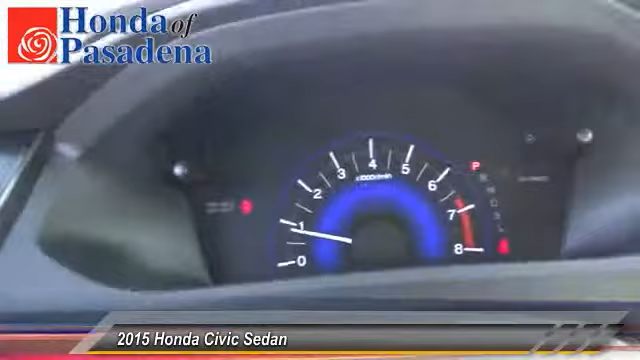 Honda of
Pasadena
4
x1000r/min
3
5
2
6
P
N
D
S
L
7
1
8
0
2015 Honda Civic Sedan